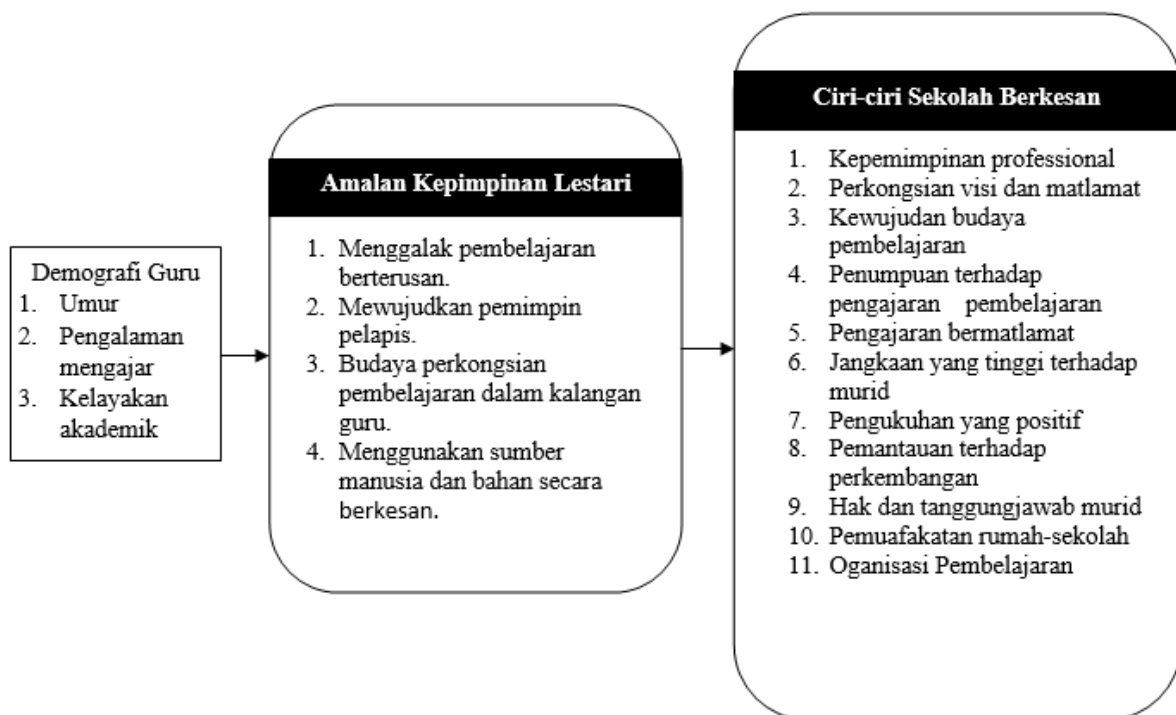 Demografi Guru
1. Umur
2. Pengalaman
mengajar
3. Kelayakan
akademik
Amalan Kepimpinan Lestari
1. Menggalak pembelajaran
berterusan.
2. Mewujudkan pemimpin
pelapis.
3. Budaya perkongsian
pembelajaran dalam kalangan
guru.
4. Menggunakan sumber
manusia dan bahan secara
berkesan.
Ciri-ciri Sekolah Berkesan
1. Kepemimpinan professional
2. Perkongsian visi dan matlamat
3. Kewujudan budaya
pembelajaran
4. Penumpuan terhadap
pengajaran pembelajaran
5. Pengajaran bermatlamat
6. Jangkaan yang tinggi terhadap
murid
7. Pengukuhan yang positif
8. Pemantauan terhadap
perkembangan
9. Hak dan tanggungjawab murid
10. Pemuafakatan rumah-sekolah
11. Oganisasi Pembelajaran